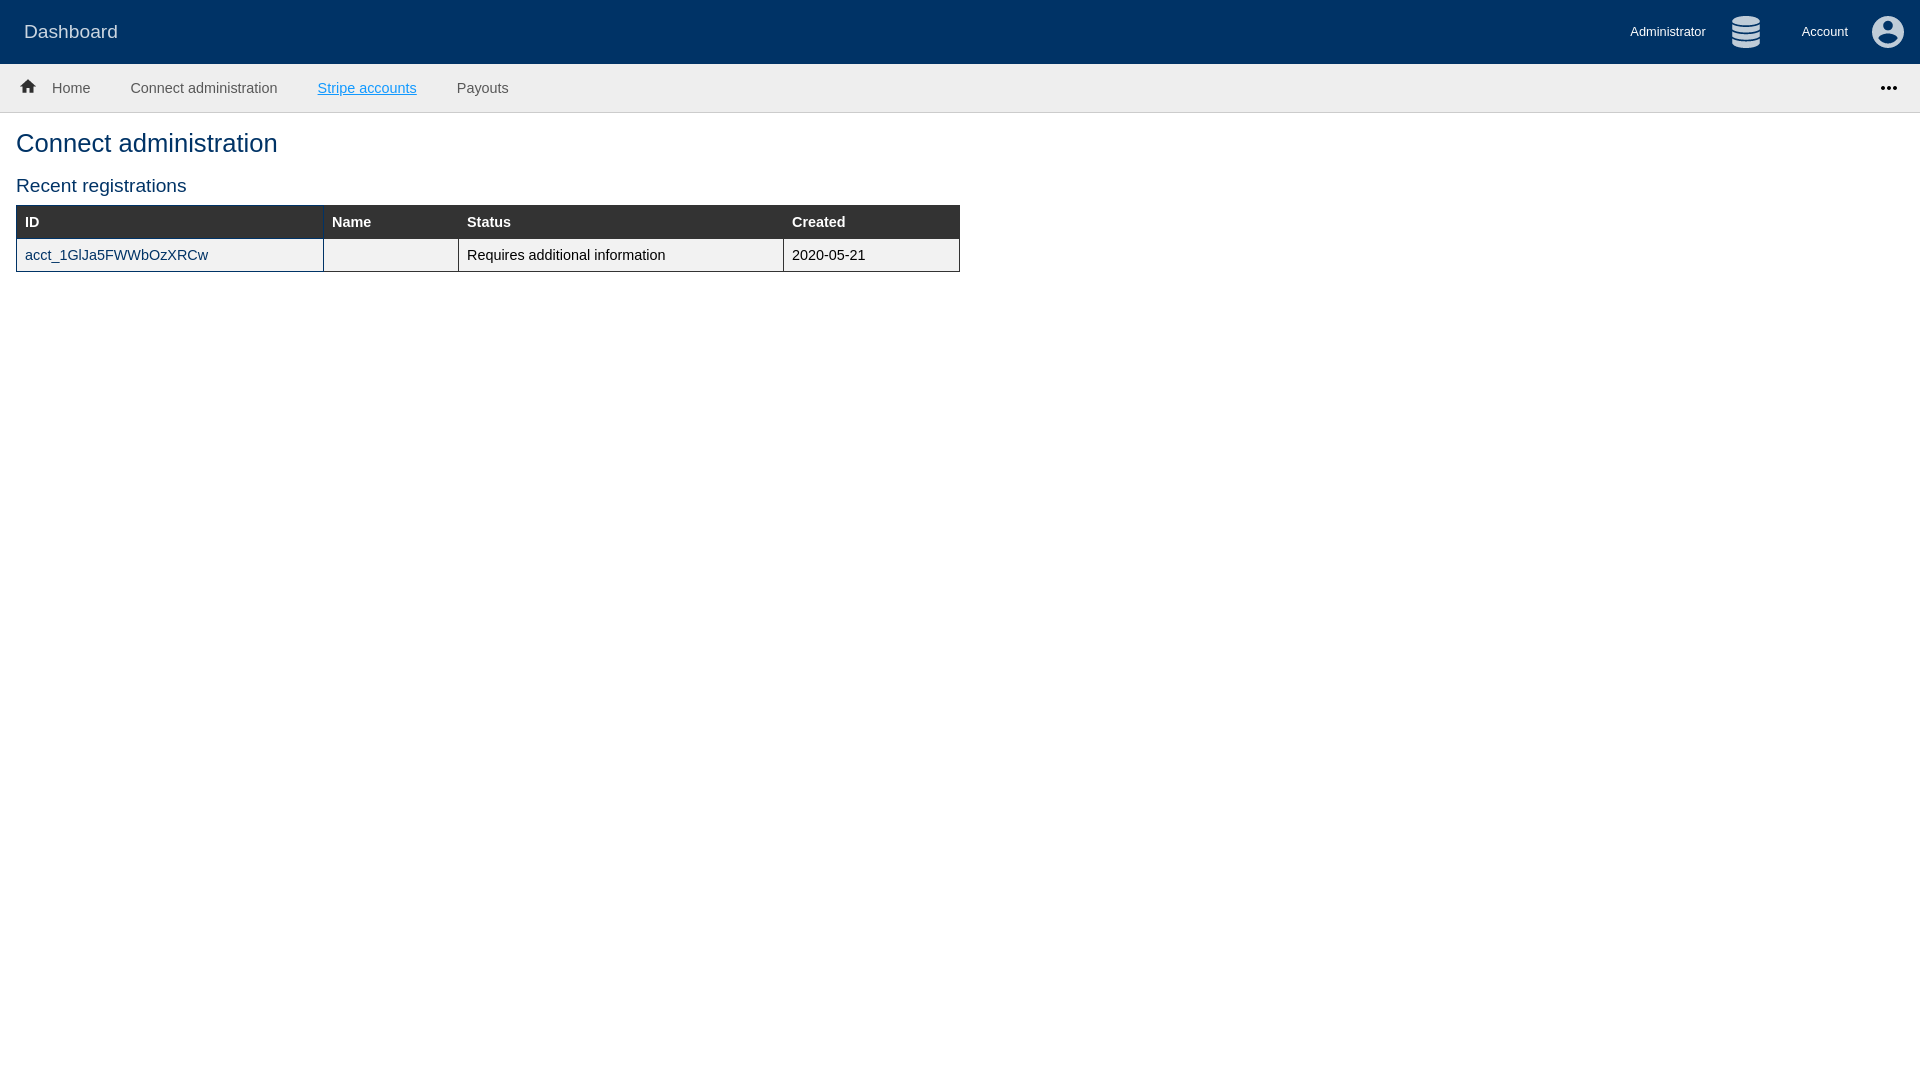 Dashboard
Administrator
Account
Home
Connect administration
Stripe accounts
Payouts
Connect administration
Recent registrations
ID Name Status Created
acct_1GlJa5FWWbOzXRCw Requires additional information 2020-05-21